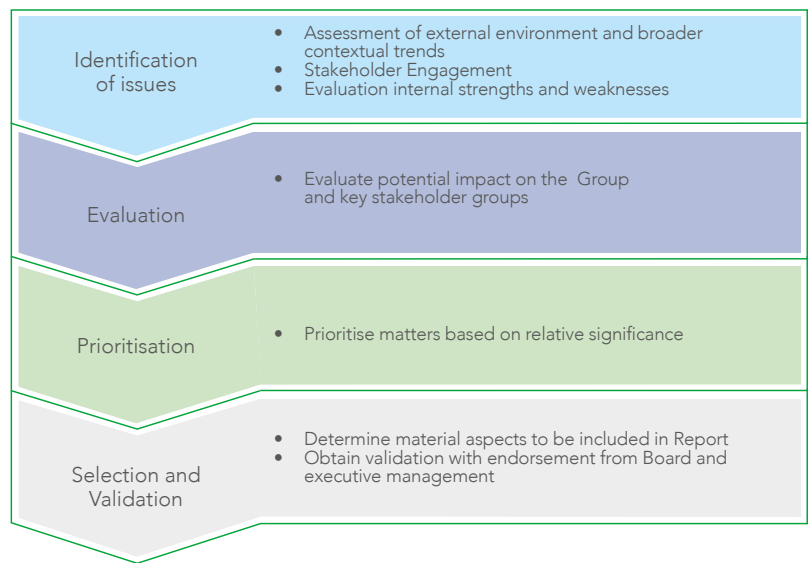 Identification
of issues
• Assessment of external environment and broader
contextual trends
• Stakeholder Engagement
• Evaluation internal strengths and weaknesses
Evaluation
• Evaluate potential impact on the Group
and key stakeholder groups
Prioritisation
• Prioritise matters based on relative significance
Selection and
Validation
• Determine material aspects to be included in Report
• Obtain validation with endorsement from Board and
executive management